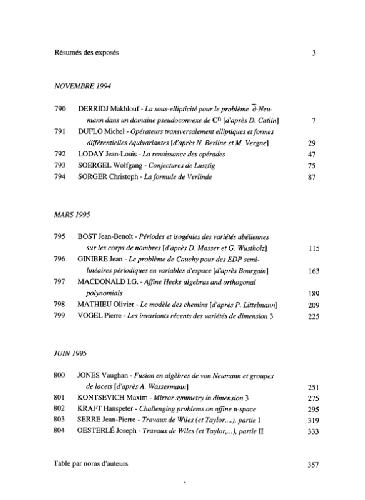 Résumés des exposés 3
NOVEMBRE 1994
790 DERRIDJ Makhlouf - La sous-ellipticité pour le problème ∂̄-Neu-
mann dans un domaine pseudoconvexe de Cⁿ [d'après D. Catlin] 7
791 DUFLO Michel - Opérateurs transversalement elliptiques et formes
différentielles équivariantes [d'après N. Berline et M. Vergne] 29
792 LODAY Jean-Louis - La renaissance des opérades 47
793 SOERGEL Wolfgang - Conjectures de Lusztig 75
794 SORGER Christoph - La formule de Verlinde 87
MARS 1995
795 BOST Jean-Benoît - Périodes et isogénies des variétés abéliennes
sur les corps de nombres [d'après D. Masser et G. Wüstholz] 115
796 GINIBRE Jean - Le problème de Cauchy pour des EDP semi-
linéaires périodiques en variables d'espace [d'après Bourgain] 163
797 MACDONALD I.G. - Affine Hecke algebras and orthogonal
polynomials 189
798 MATHIEU Olivier - Le modèle des chemins [d'après P. Littelmann] 209
799 VOGEL Pierre - Les invariants récents des variétés de dimension 3 225
JUIN 1995
800 JONES Vaughan - Fusion en algèbres de von Neumann et groupes
de lacets [d'après A. Wassermann] 251
801 KONTSEVICH Maxim - Mirror symmetry in dimension 3 275
802 KRAFT Hanspeter - Challenging problems on affine n-space 295
803 SERRE Jean-Pierre - Travaux de Wiles (et Taylor,...), partie I 319
804 OESTERLÉ Joseph - Travaux de Wiles (et Taylor,...), partie II 333
Table par noms d'auteurs 357